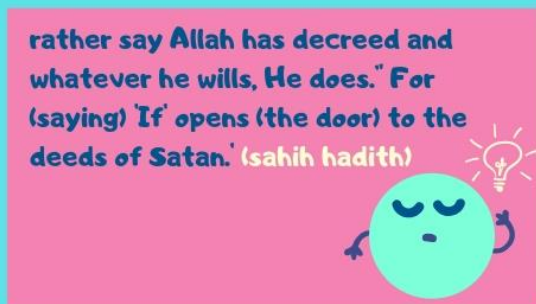 rather say Allah has decreed and
whatever he wills, He does." For
(saying) 'If' opens (the door) to the
deeds of Satan.' (sahih hadith)